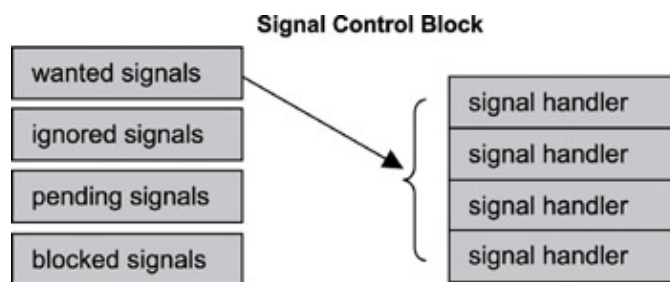 Signal Control Block
wanted signals
ignored signals
pending signals
blocked signals
signal handler
signal handler
signal handler
signal handler